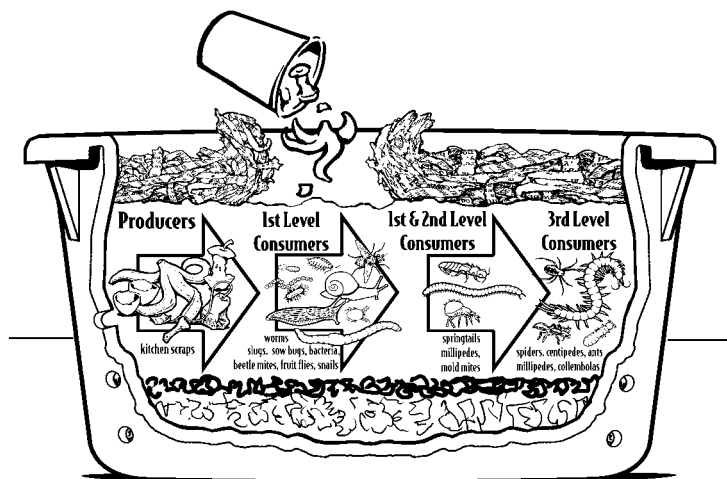 Producers
kitchen scraps
1st Level
Consumers
worms
slugs, sow bugs, bacteria,
beetle mites, fruit flies, snails
1st & 2nd Level
Consumers
springtails
millipedes,
mold mites
3rd Level
Consumers
spiders, centipedes, ants
millipedes, collembolas